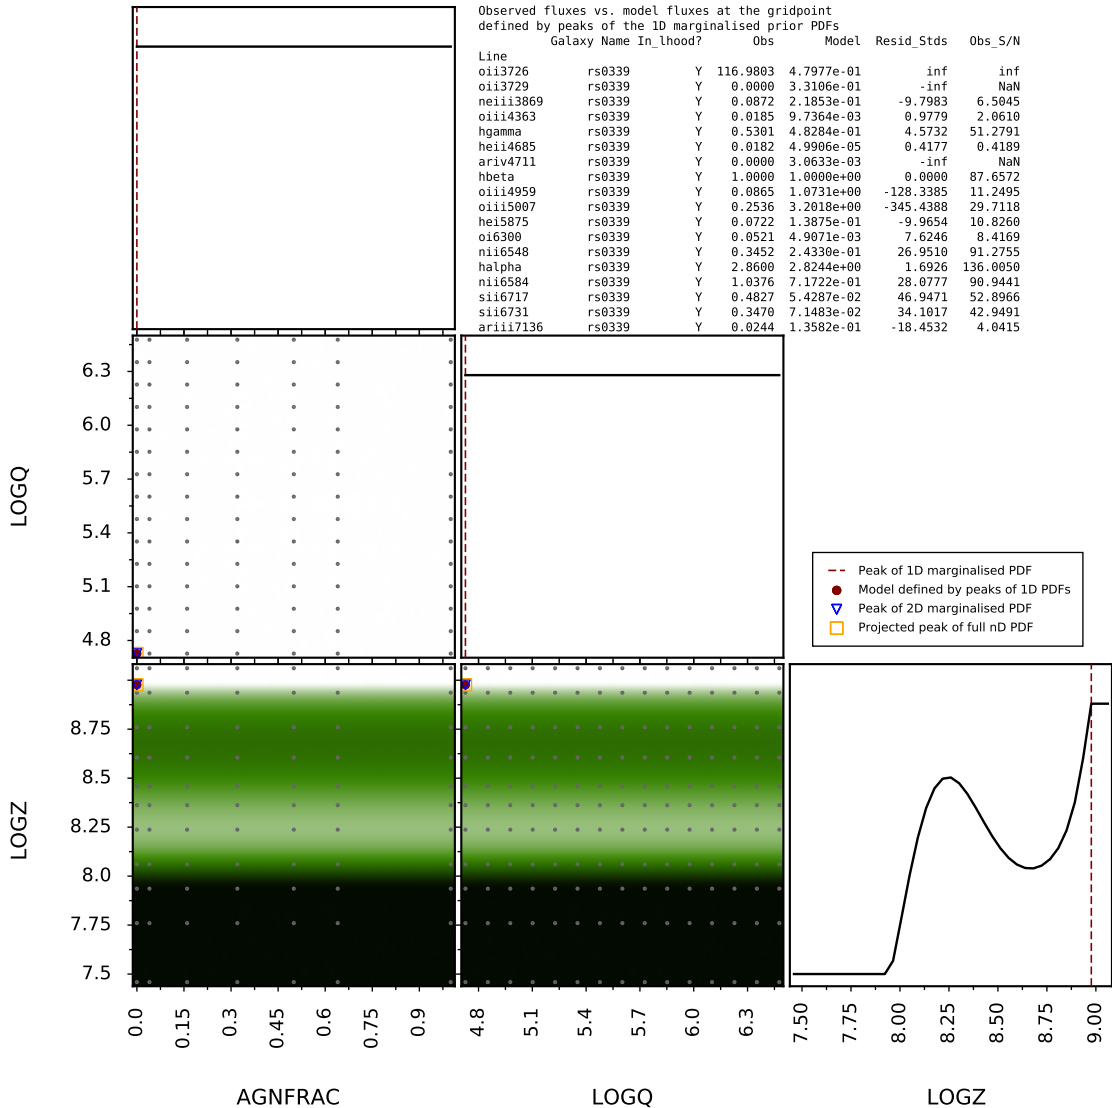 Observed fluxes vs. model fluxes at the gridpoint
defined by peaks of the 1D marginalised prior PDFs
Galaxy Name In_lhood? Obs Model Resid_Stds Obs_S/N
Line
oii3726 rs0339 Y 116.9803 4.7977e-01 inf inf
oii3729 rs0339 Y 0.0000 3.3106e-01 -inf NaN
neiii3869 rs0339 Y 0.0872 2.1853e-01 -9.7983 6.5045
oiii4363 rs0339 Y 0.0185 9.7364e-03 0.9779 2.0610
hgamma rs0339 Y 0.5301 4.8284e-01 4.5732 51.2791
heii4685 rs0339 Y 0.0182 4.9906e-05 0.4177 0.4189
ariv4711 rs0339 Y 0.0000 3.0633e-03 -inf NaN
hbeta rs0339 Y 1.0000 1.0000e+00 0.0000 87.6572
oiii4959 rs0339 Y 0.0865 1.0731e+00 -128.3385 11.2495
oiii5007 rs0339 Y 0.2536 3.2018e+00 -345.4388 29.7118
hei5875 rs0339 Y 0.0722 1.3875e-01 -9.9654 10.8260
oi6300 rs0339 Y 0.0521 4.9071e-03 7.6246 8.4169
nii6548 rs0339 Y 0.3452 2.4330e-01 26.9510 91.2755
halpha rs0339 Y 2.8600 2.8244e+00 1.6926 136.0050
nii6584 rs0339 Y 1.0376 7.1722e-01 28.0777 90.9441
sii6717 rs0339 Y 0.4827 5.4287e-02 46.9471 52.8966
sii6731 rs0339 Y 0.3470 7.1483e-02 34.1017 42.9491
ariii7136 rs0339 Y 0.0244 1.3582e-01 -18.4532 4.0415
LOGQ
6.3
6.0
5.7
5.4
5.1
4.8
Peak of 1D marginalised PDF
Model defined by peaks of 1D PDFs
Peak of 2D marginalised PDF
Projected peak of full nD PDF
LOGZ
8.75
8.5
8.25
8.0
7.75
7.5
0.0 0.15 0.3 0.45 0.6 0.75 0.9
4.8 5.1 5.4 5.7 6.0 6.3
7.50 7.75 8.00 8.25 8.50 8.75 9.00
AGNFRAC LOGQ LOGZ